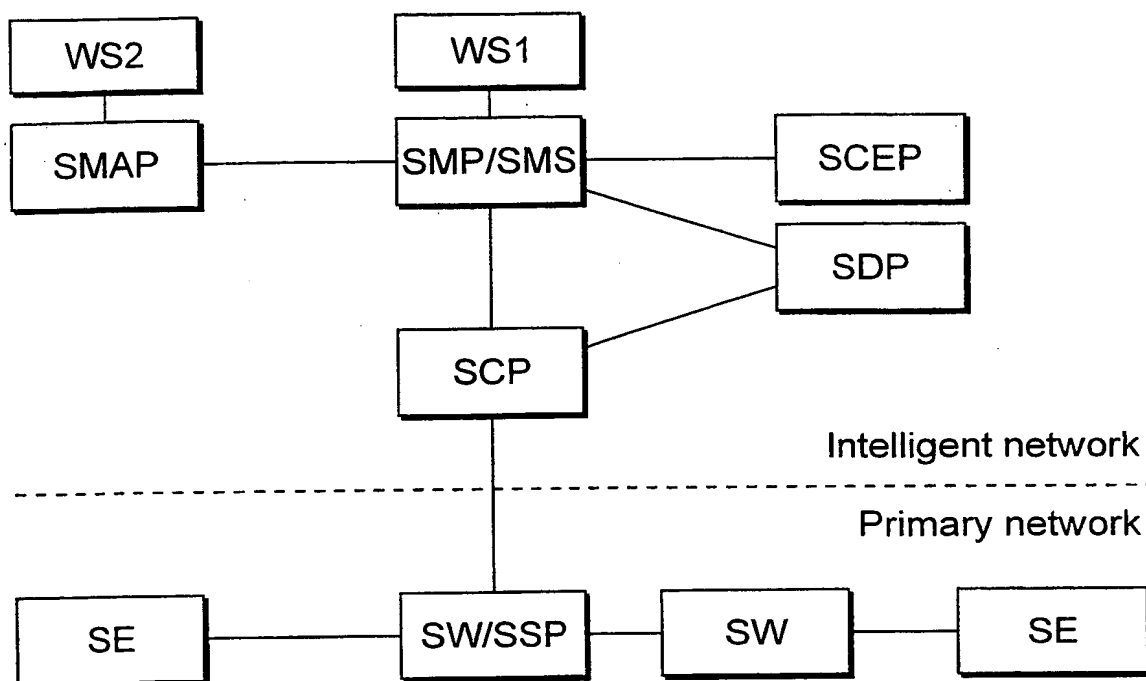 WS2
WS1
SMAP
SMP/SMS
SCEP
SDP
SCP
Intelligent network
Primary network
SE
SW/SSP
SW
SE